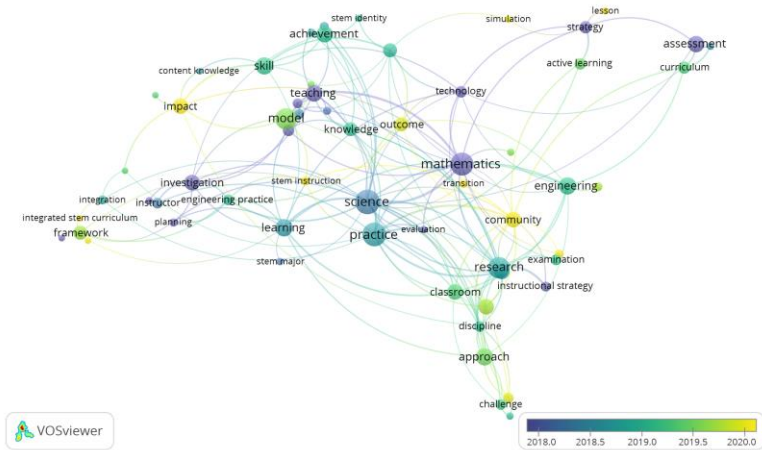 stem identity
simulation
lesson
strategy
achievement
assessment
skill
content knowledge
active learning
curriculum
teaching
technology
impact
model
knowledge
outcome
mathematics
stem instruction
transition
investigation
engineering
integration
instructor
engineering practice
science
integrated stem curriculum
planning
community
framework
learning
practice
evaluation
stem major
research
examination
classroom
instructional strategy
discipline
approach
challenge
VOSviewer
2018.0 2018.5 2019.0 2019.5 2020.0